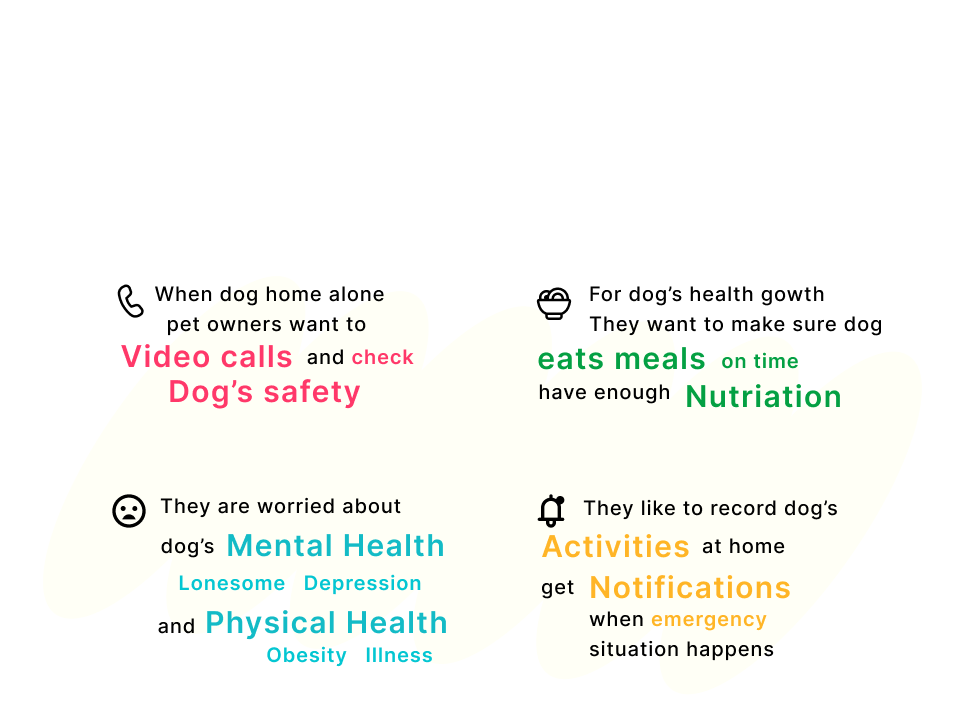 When dog home alone
pet owners want to
Video calls and check
Dog’s safety
For dog’s health gowth
They want to make sure dog
eats meals on time
have enough Nutriation
They are worried about
dog’s Mental Health
Lonesome Depression
and Physical Health
Obesity Illness
They like to record dog’s
Activities at home
get Notifications
when emergency
situation happens